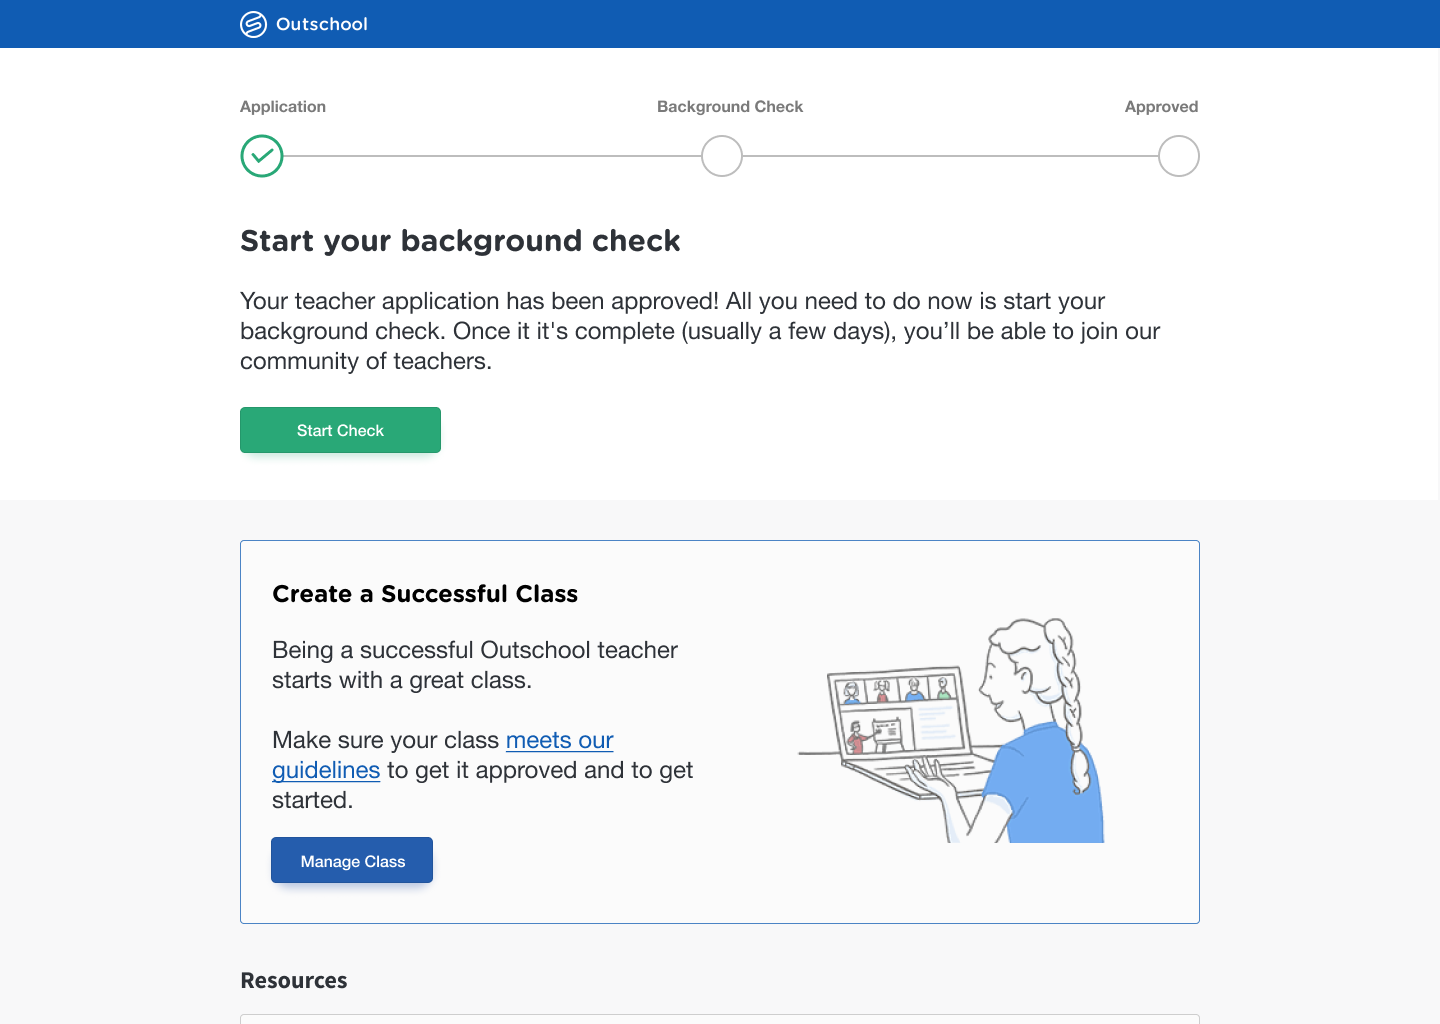 Outschool
Application
Background Check
Approved
Start your background check
Your teacher application has been approved! All you need to do now is start your
background check. Once it it's complete (usually a few days), you’ll be able to join our
community of teachers.
Start Check
Create a Successful Class
Being a successful Outschool teacher
starts with a great class.
Make sure your class meets our
guidelines to get it approved and to get
started.
Manage Class
Resources